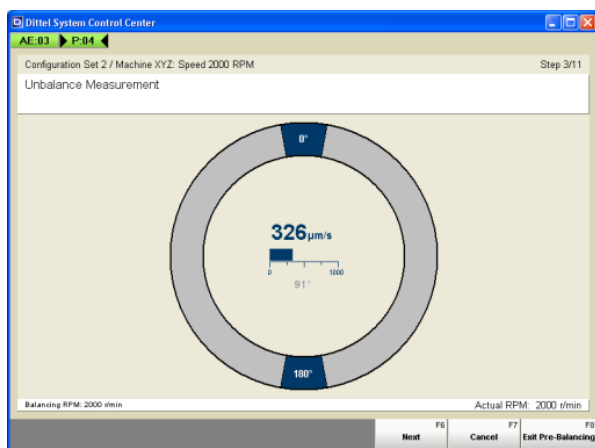 Dittel System Control Center
AE:03 P:04
Configuration Set 2 / Machine XYZ: Speed 2000 RPM Step 3/11
Unbalance Measurement
0°
326µm/s
0 1000
91°
180°
Balancing RPM: 2000 r/min Actual RPM: 2000 r/min
F6 F7 F8
Next Cancel Exit Pre-Balancing